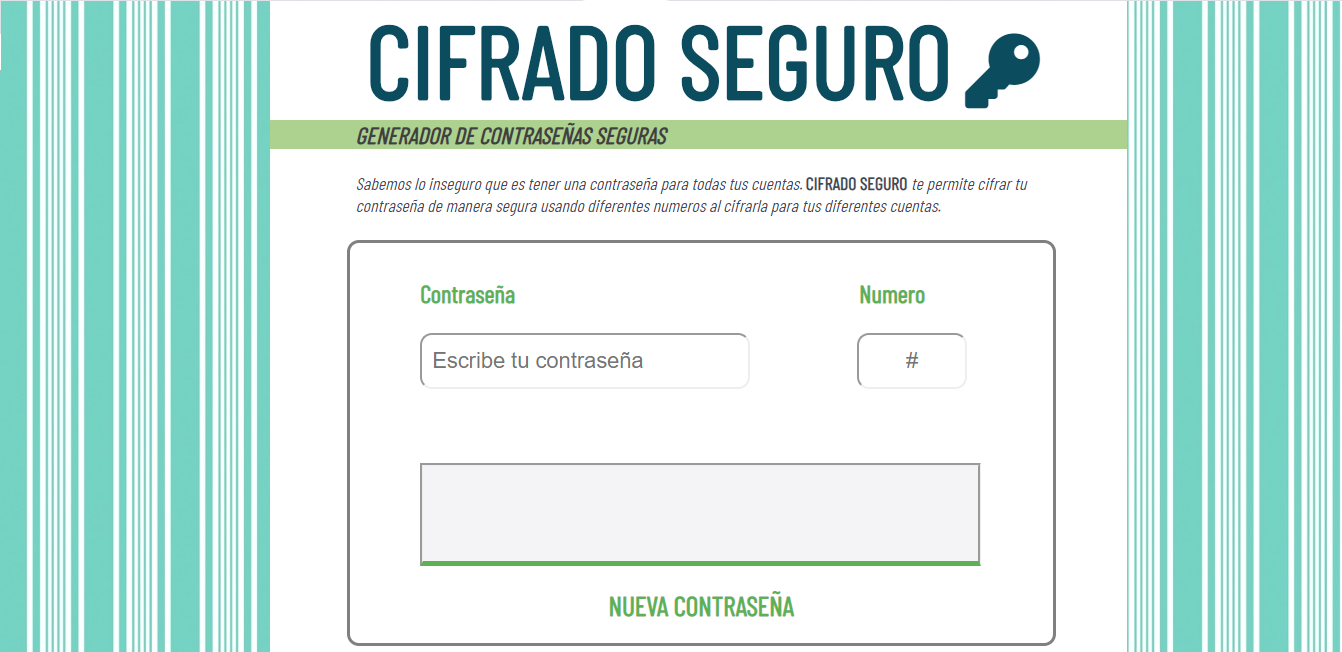 CIFRADO SEGURO
GENERADOR DE CONTRASEÑAS SEGURAS
Sabemos lo inseguro que es tener una contraseña para todas tus cuentas. CIFRADO SEGURO te permite cifrar tu
contraseña de manera segura usando diferentes numeros al cifrarla para tus diferentes cuentas.
Contraseña Numero
Escribe tu contraseña #
NUEVA CONTRASEÑA